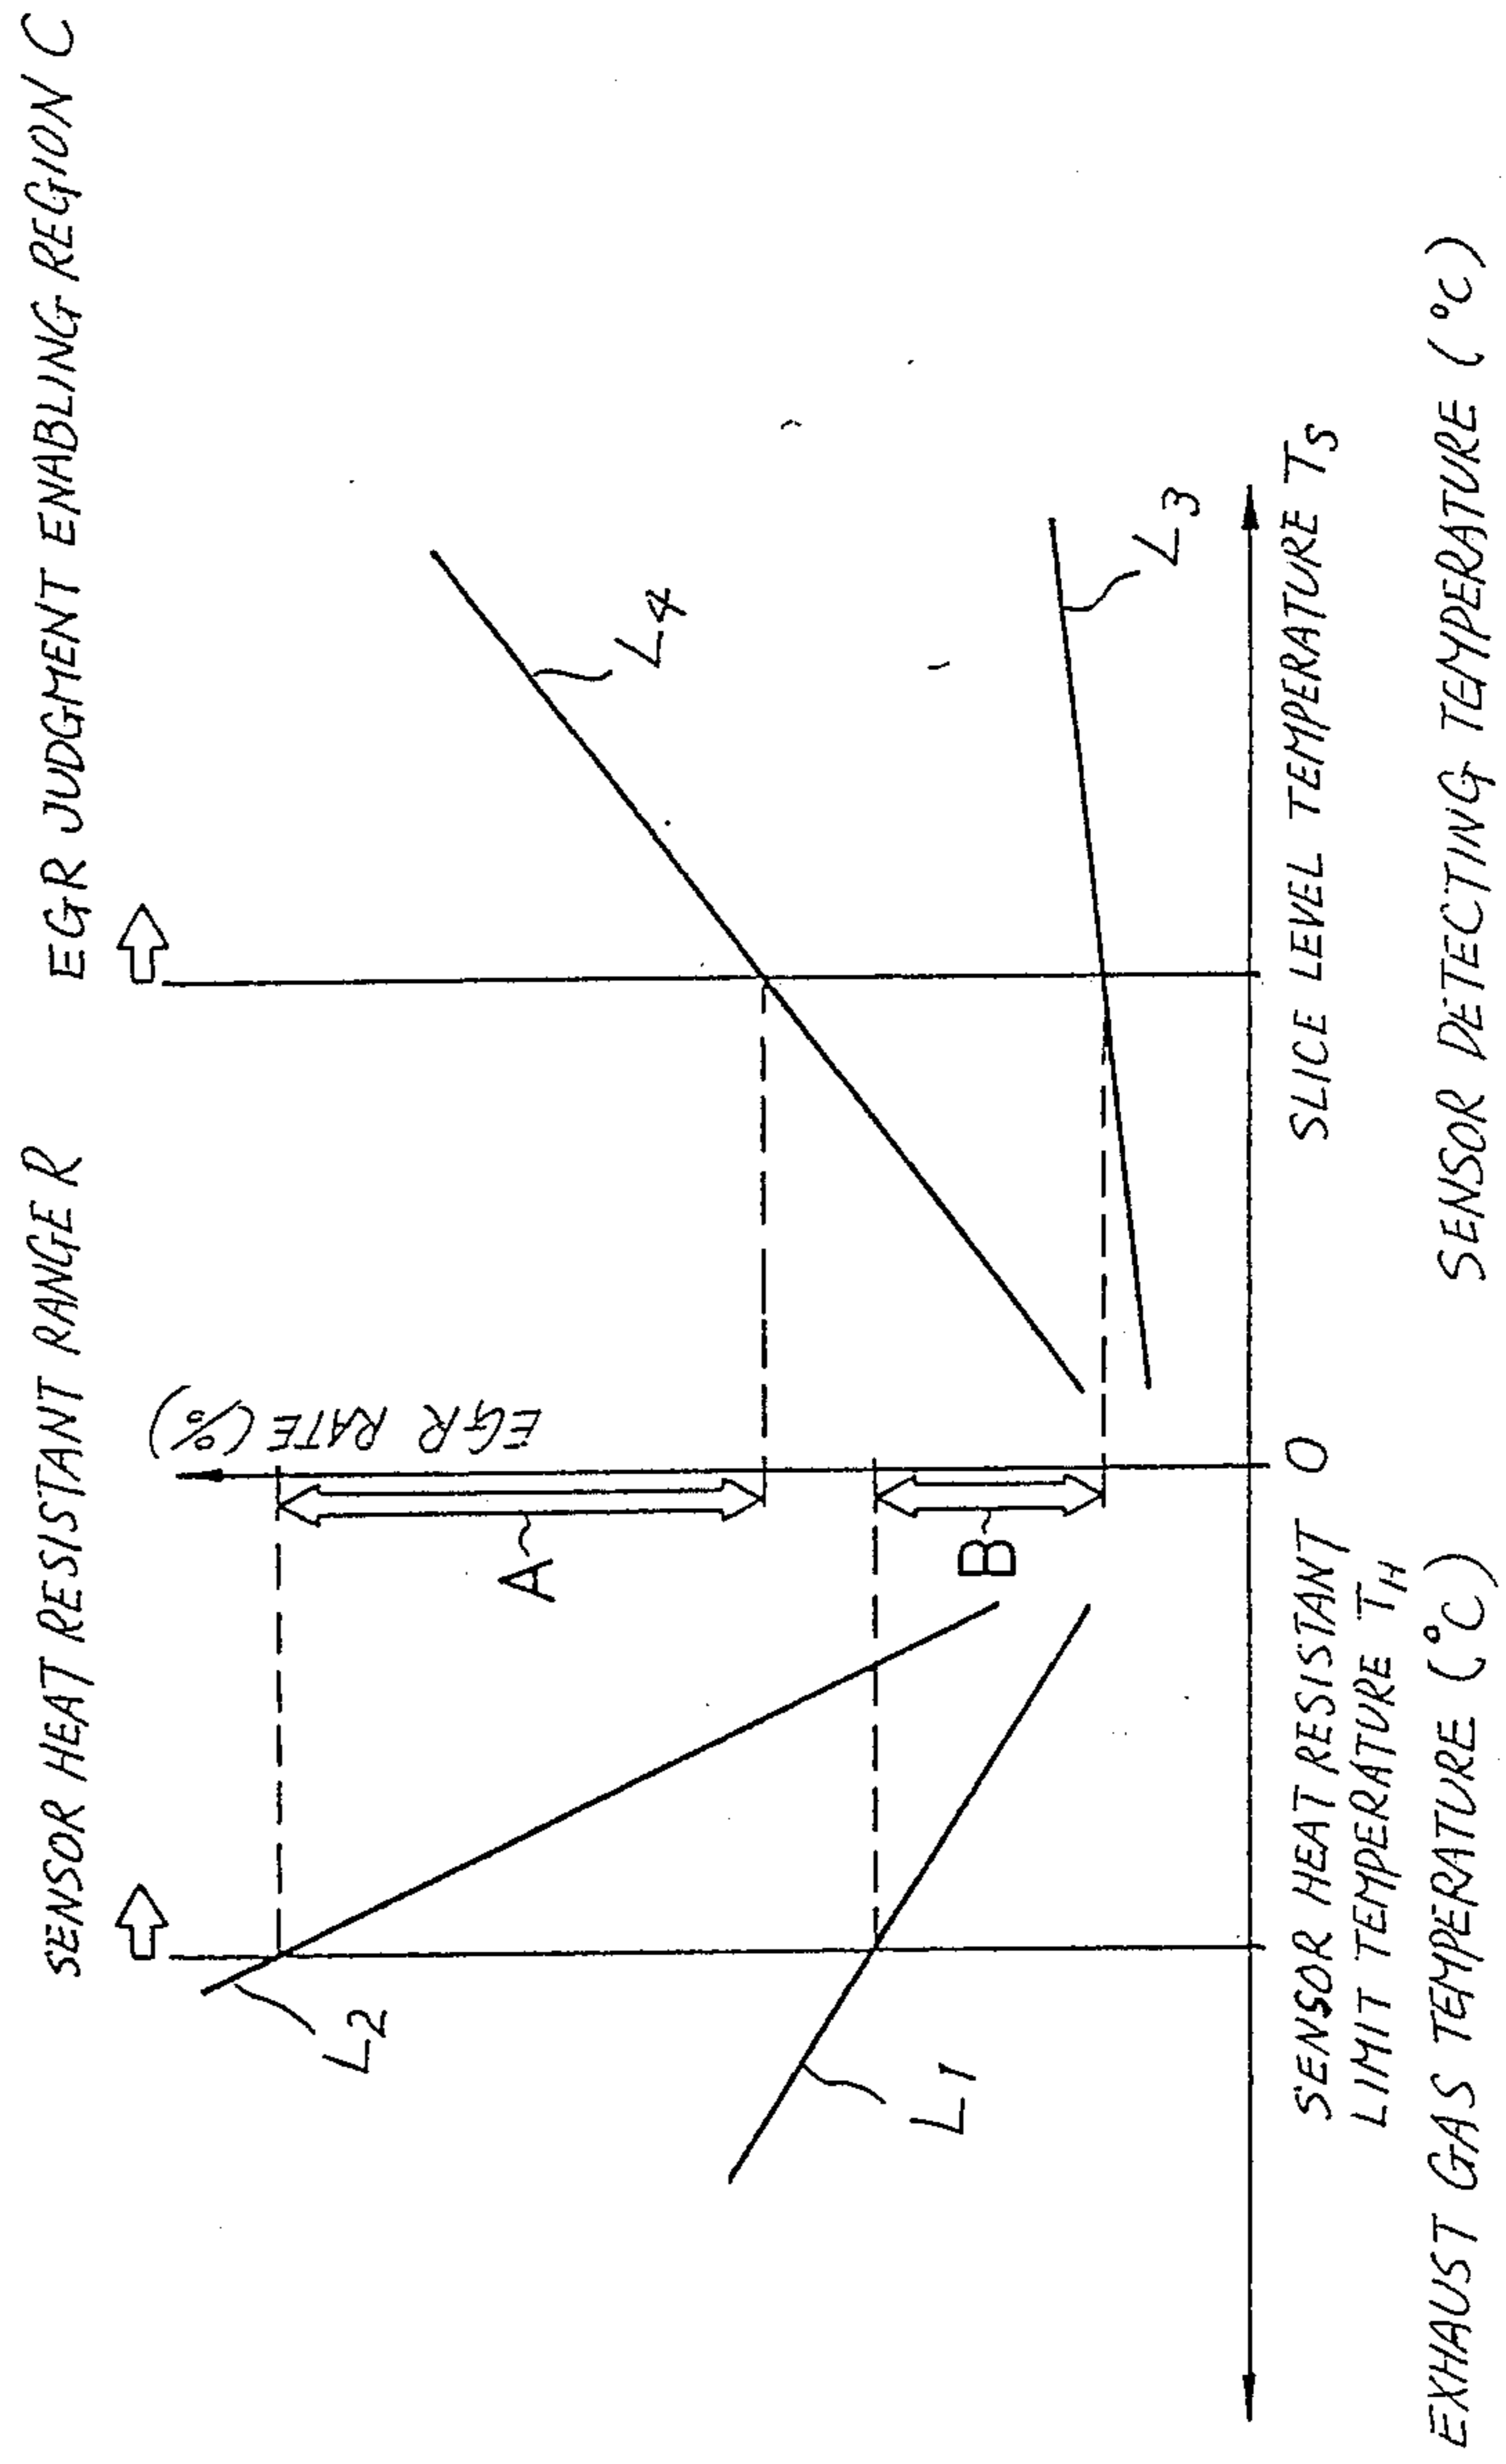 SENSOR HEAT RESISTANT RANGE R
EGR JUDGMENT ENABLING REGION C
EGR RATE (%)
L2
L1
A
B
L4
L3
O
SENSOR HEAT RESISTANT
LIMIT TEMPERATURE TH
SLICE LEVEL TEMPERATURE TS
EXHAUST GAS TEMPERATURE (°C)
SENSOR DETECTING TEMPERATURE (°C)